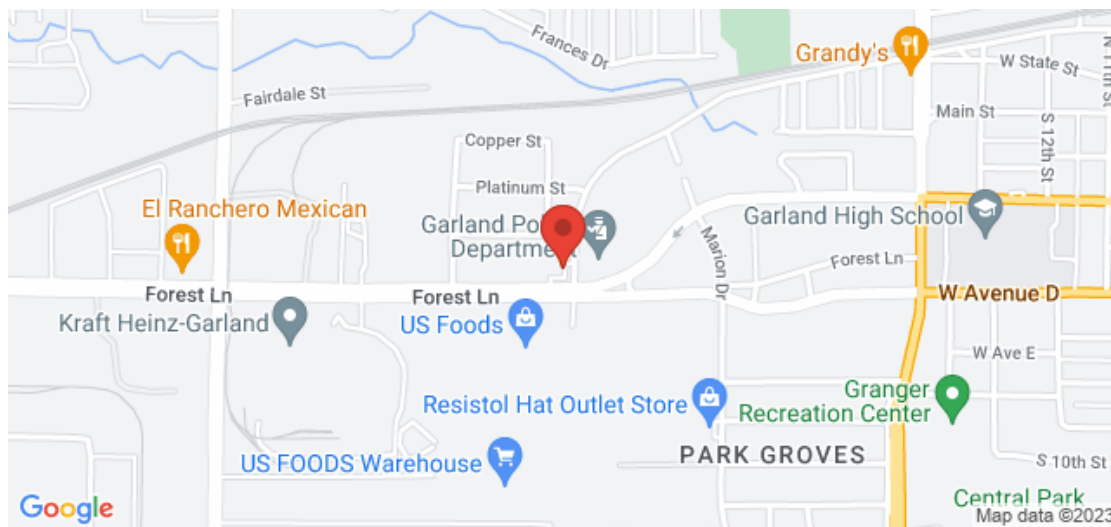 Frances Dr
Grandy's
W State St
N 11th St
Fairdale St
Main St
S 12th St
Copper St
Platinum St
El Ranchero Mexican
Garland Pol
Department
Garland High School
Marion Dr
Forest Ln
Forest Ln
Forest Ln
W Avenue D
Kraft Heinz-Garland
US Foods
W Ave E
Granger
Recreation Center
Resistol Hat Outlet Store
PARK GROVES
US FOODS Warehouse
S 10th St
Central Park
Google
Map data ©2023